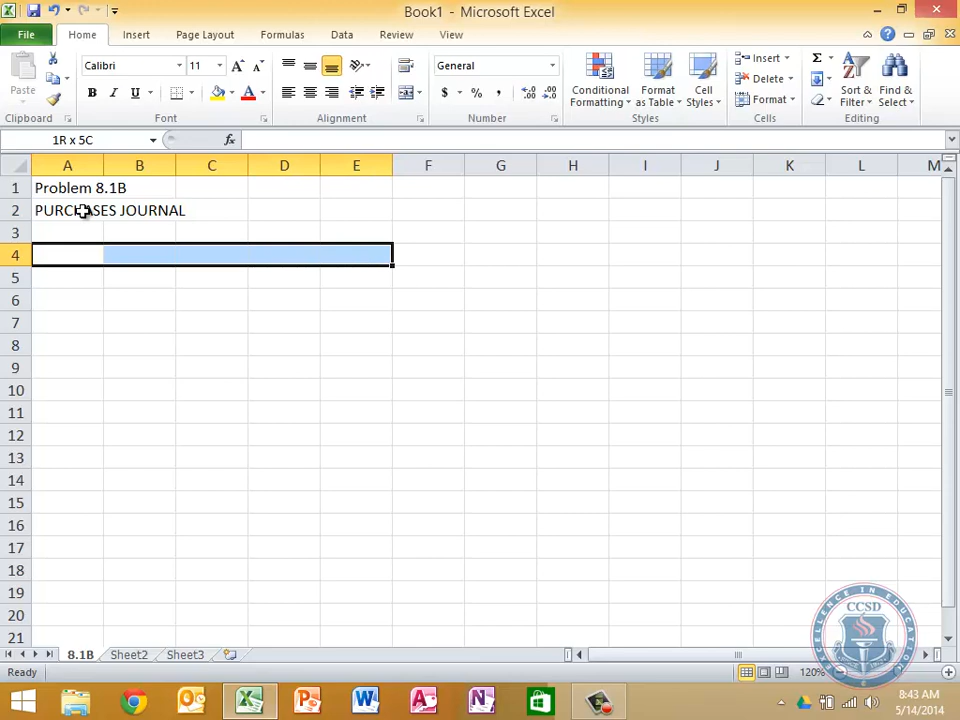 Book1 - Microsoft Excel
File Home Insert Page Layout Formulas Data Review View
Paste
Calibri 11
B I U
General
$ % ,
Conditional Formatting
Format as Table
Cell Styles
Insert
Delete
Format
Σ
Sort & Filter
Find & Select
Clipboard Font Alignment Number Styles Cells Editing
1R x 5C fx
A B C D E F G H I J K L M
1 Problem 8.1B
2 PURCHASES JOURNAL
3
4
5
6
7
8
9
10
11
12
13
14
15
16
17
18
19
20
21
CCSD
8.1B Sheet2 Sheet3
Ready 120%
8:43 AM
5/14/2014